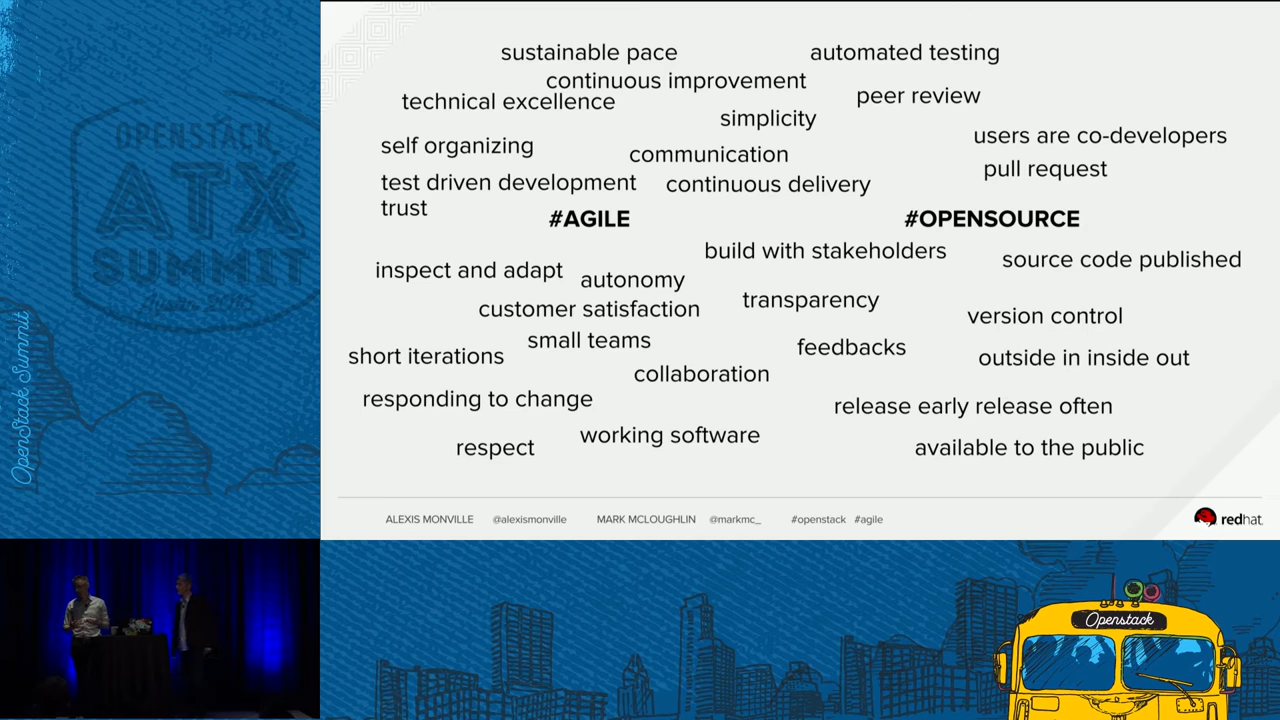 OPENSTACK
ATX
SUMMIT
OpenStack Summit
sustainable pace
automated testing
continuous improvement
technical excellence
peer review
simplicity
users are co-developers
self organizing
communication
pull request
test driven development
continuous delivery
trust
#AGILE
#OPENSOURCE
build with stakeholders
source code published
inspect and adapt
autonomy
transparency
customer satisfaction
version control
small teams
feedbacks
short iterations
outside in inside out
collaboration
responding to change
release early release often
working software
respect
available to the public
ALEXIS MONVILLE @alexismonville MARK MCLOUGHLIN @markmc_ #openstack #agile
redhat.
Openstack